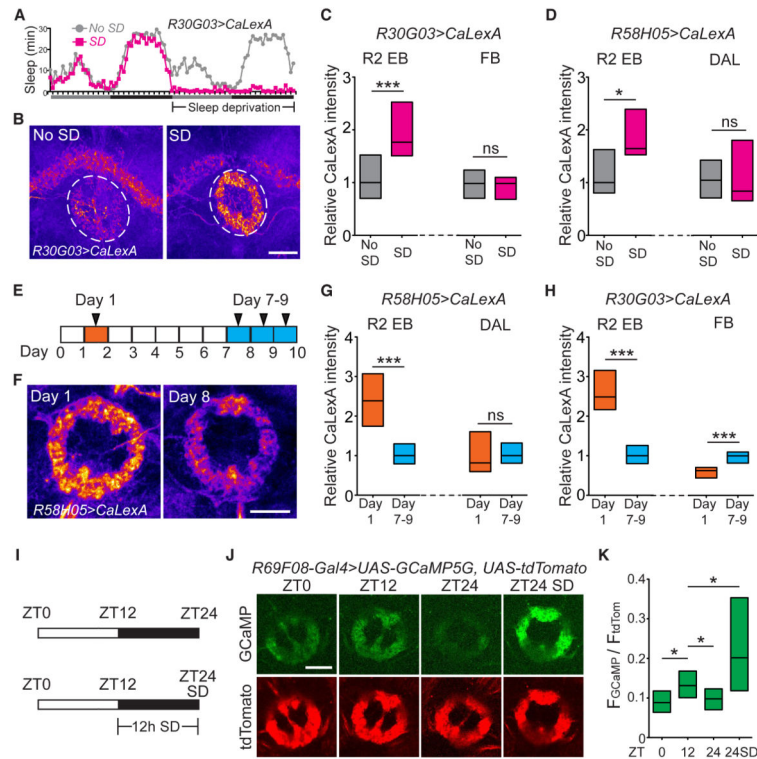 A
R30G03>CaLexA
Sleep (min)
30
15
0
No SD
SD
Sleep deprivation
B
No SD
SD
R30G03>CaLexA
C
R30G03>CaLexA
R2 EB
FB
Relative CaLexA intensity
3
2
1
0
***
ns
No SD
SD
No SD
SD
D
R58H05>CaLexA
R2 EB
DAL
Relative CaLexA intensity
3
2
1
0
*
ns
No SD
SD
No SD
SD
E
Day 1
Day 7-9
Day
0 1 2 3 4 5 6 7 8 9 10
F
Day 1
Day 8
R58H05>CaLexA
G
R58H05>CaLexA
R2 EB
DAL
Relative CaLexA intensity
4
3
2
1
0
***
ns
Day 1
Day 7-9
Day 1
Day 7-9
H
R30G03>CaLexA
R2 EB
FB
Relative CaLexA intensity
4
3
2
1
0
***
***
Day 1
Day 7-9
Day 1
Day 7-9
I
ZT0
ZT12
ZT24
ZT0
ZT12
ZT24 SD
12h SD
J
R69F08-Gal4>UAS-GCaMP5G, UAS-tdTomato
ZT0
ZT12
ZT24
ZT24 SD
GCaMP
tdTomato
K
FGCaMP / FtdTom
0.4
0.3
0.2
0.1
0
*
*
*
ZT
0
12
24
24SD